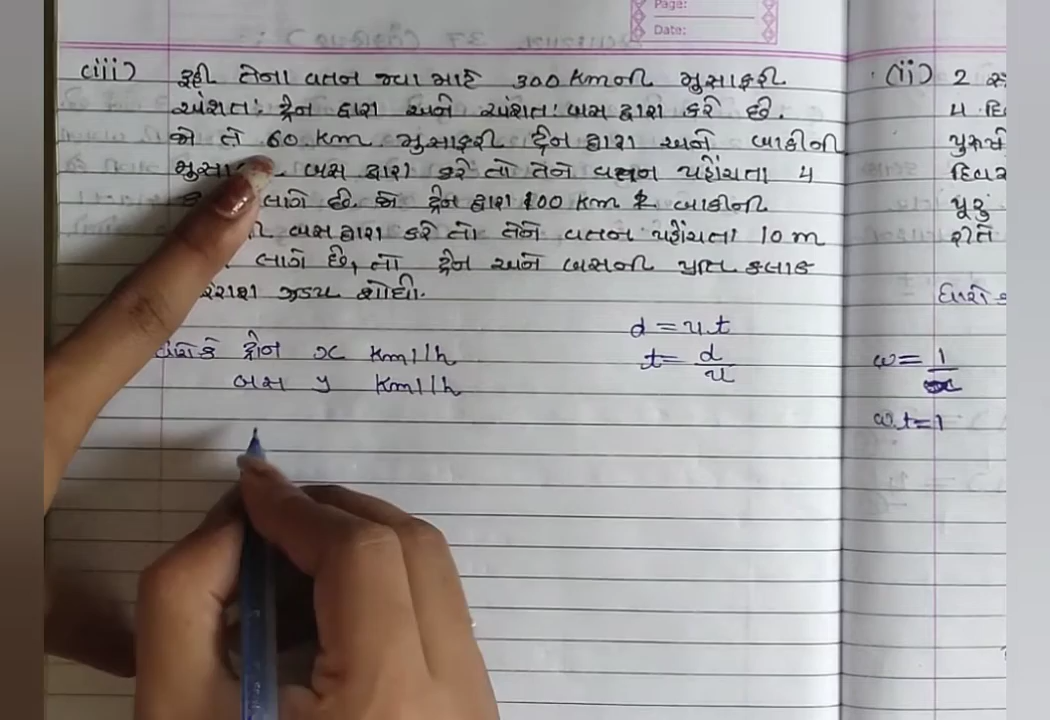 Page:
Date:
(iii) રૂહી તેના વતન જવા માટે 300 Kmની મુસાફરી
અંશતઃ ટ્રેન દ્વારા અને અંશતઃ બસ દ્વારા કરે છે.
જો તે 60 Km મુસાફરી ટ્રેન દ્વારા અને બાકીની
મુસા બસ દ્વારા કરે તો તેને વતન પહોંચતા 4
લાગે છે. જો ટ્રેન દ્વારા 100 Km બાકીની
બસ દ્વારા કરે તો તેને વતન પહોંચતા 10 m
લાગે છે, તો ટ્રેન અને બસની પ્રતિ કલાક
ઝડપ શોધો.
ટ્રેન x Km/h
બસ y Km/h
d = u.t
t = d/u
(ii) 2
4 દિ
દિવસ
પૂરું
રીતે
ધારો
w = 1
w.t=1